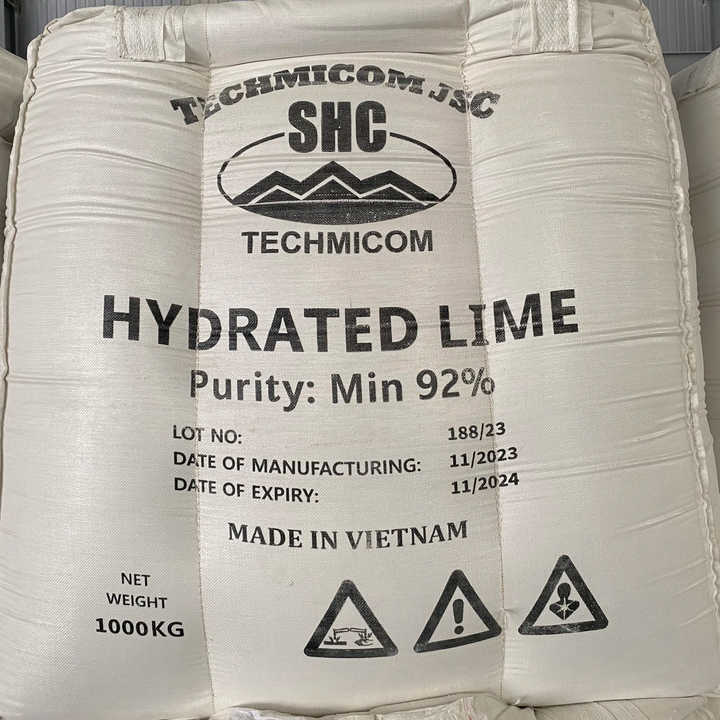 TECHMICOM JSC
SHC
TECHMICOM
HYDRATED LIME
Purity: Min 92%
LOT NO: 188/23
DATE OF MANUFACTURING: 11/2023
DATE OF EXPIRY: 11/2024
MADE IN VIETNAM
NET
WEIGHT
1000KG